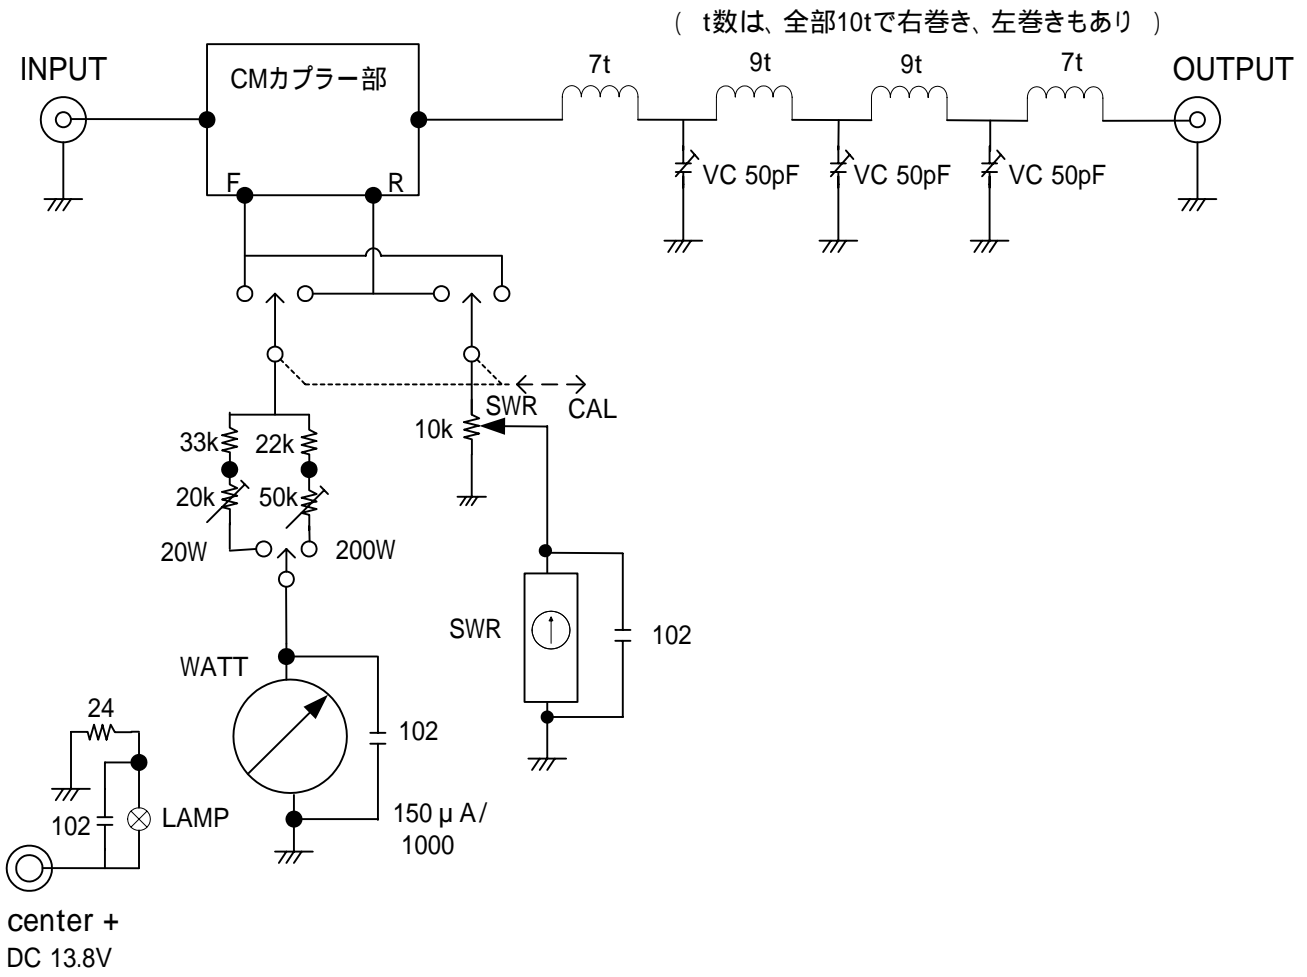 ( t数は、全部10tで右巻き、左巻きもあり )
INPUT
CMカプラー部
7t
9t
9t
7t
OUTPUT
F
R
VC 50pF
VC 50pF
VC 50pF
SWR
CAL
33k
22k
10k
20k
50k
20W
200W
SWR
102
WATT
102
150 μ A /
1000
24
102
LAMP
center +
DC 13.8V